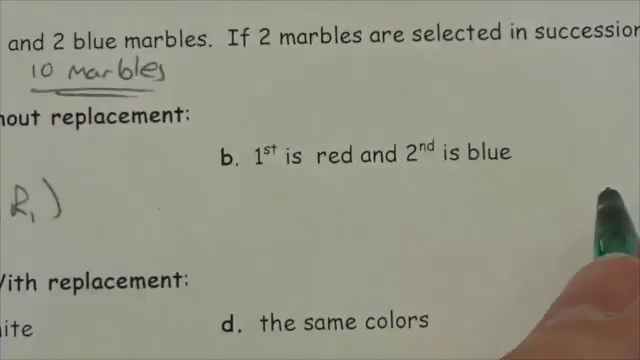 and 2 blue marbles. If 2 marbles are selected in succession
10 marbles
hout replacement:
b. 1st is red and 2nd is blue
R₁)
With replacement:
ite
d. the same colors